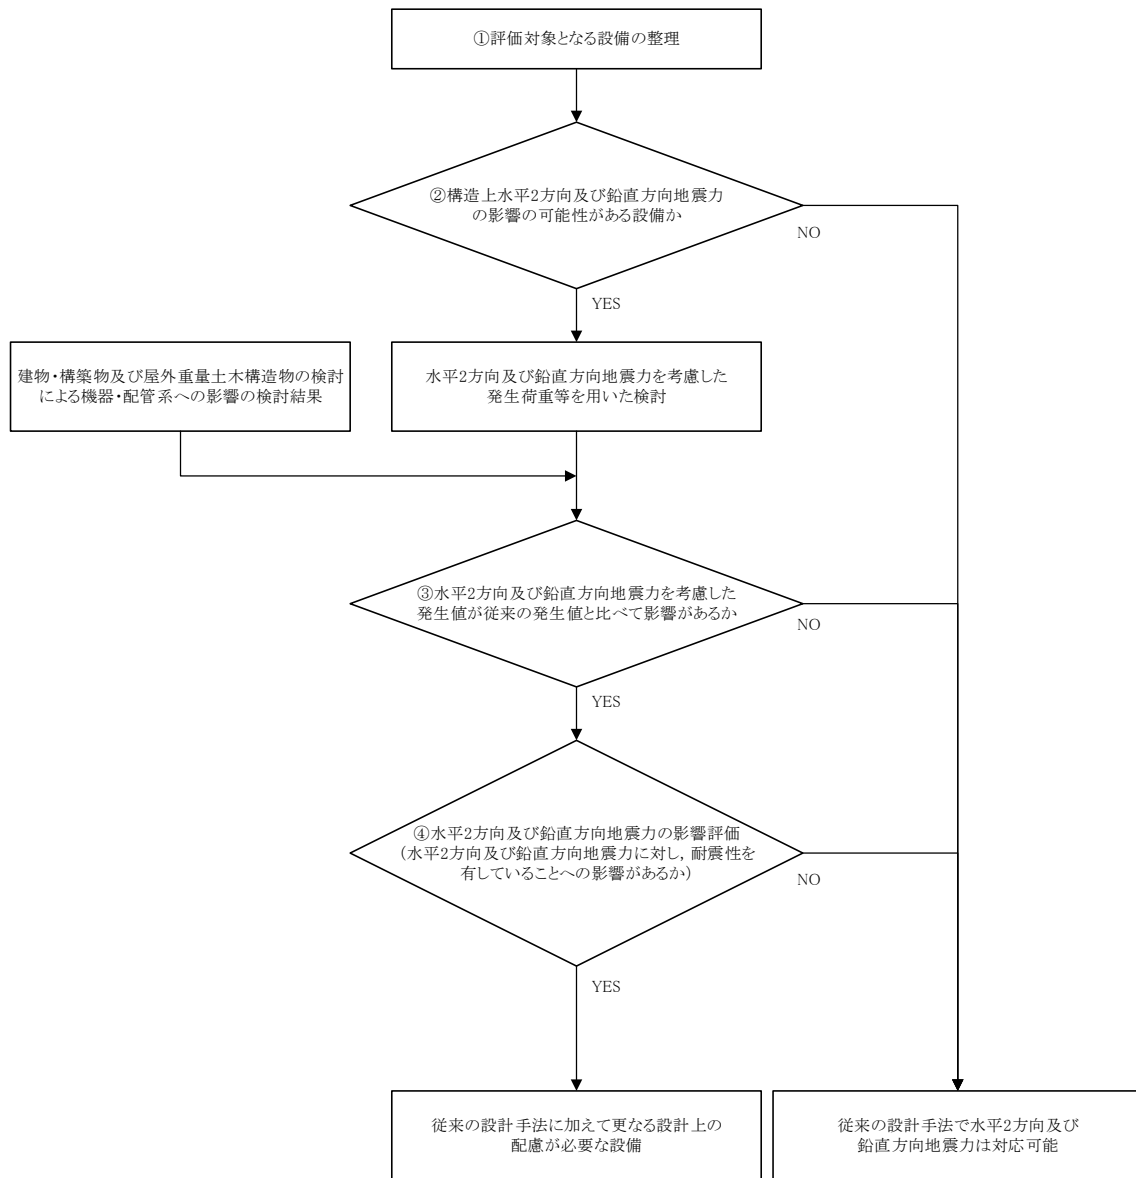 ①評価対象となる設備の整理
②構造上水平2方向及び鉛直方向地震力
の影響の可能性がある設備か
NO
YES
建物・構築物及び屋外重量土木構造物の検討
による機器・配管系への影響の検討結果
水平2方向及び鉛直方向地震力を考慮した
発生荷重等を用いた検討
③水平2方向及び鉛直方向地震力を考慮した
発生値が従来の発生値と比べて影響があるか
NO
YES
④水平2方向及び鉛直方向地震力の影響評価
(水平2方向及び鉛直方向地震力に対し,耐震性を
有していることへの影響があるか)
NO
YES
従来の設計手法に加えて更なる設計上の
配慮が必要な設備
従来の設計手法で水平2方向及び
鉛直方向地震力は対応可能